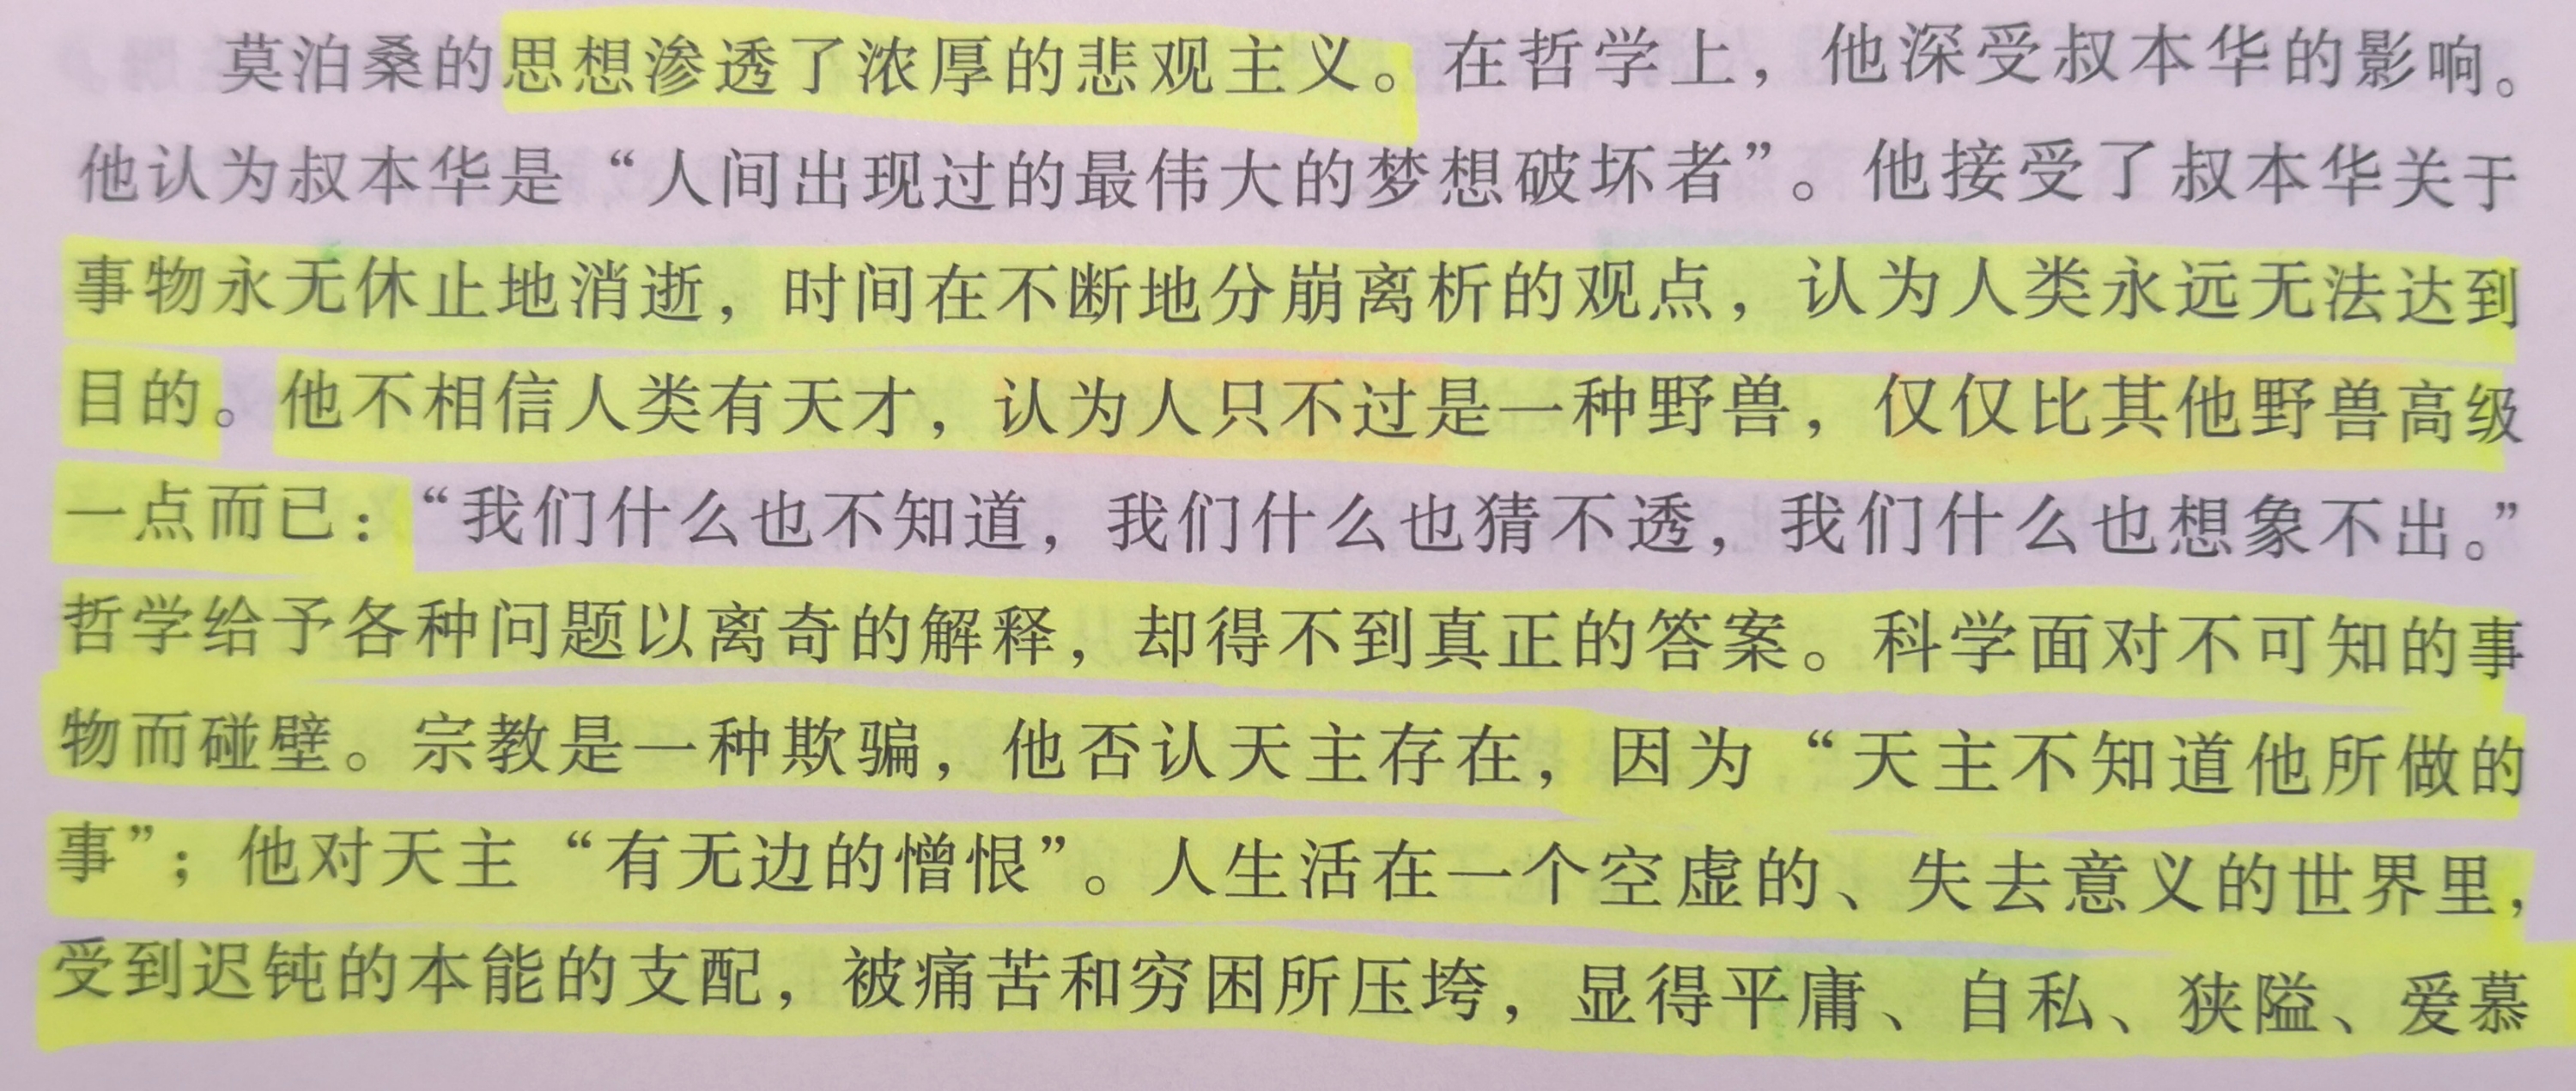 莫泊桑的思想渗透了浓厚的悲观主义。在哲学上，他深受叔本华的影响。
他认为叔本华是“人间出现过的最伟大的梦想破坏者”。他接受了叔本华关于
事物永无休止地消逝，时间在不断地分崩离析的观点，认为人类永远无法达到
目的。他不相信人类有天才，认为人只不过是一种野兽，仅仅比其他野兽高级
一点而已：“我们什么也不知道，我们什么也猜不透，我们什么也想象不出。”
哲学给予各种问题以离奇的解释，却得不到真正的答案。科学面对不可知的事
物而碰壁。宗教是一种欺骗，他否认天主存在，因为“天主不知道他所做的
事”；他对天主“有无边的憎恨”。人生活在一个空虚的、失去意义的世界里，
受到迟钝的本能的支配，被痛苦和穷困所压垮，显得平庸、自私、狭隘、爱慕